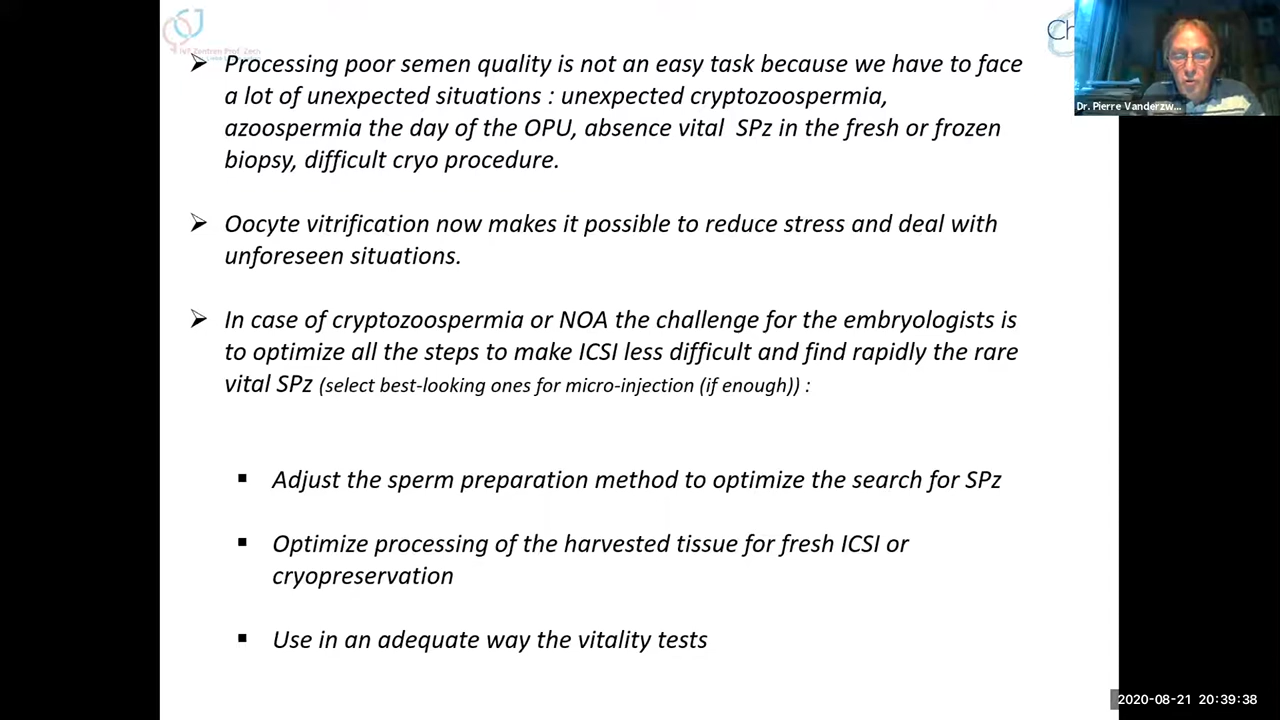 IVF Zentren Prof. Zech
Ch
Processing poor semen quality is not an easy task because we have to face
a lot of unexpected situations : unexpected cryptozoospermia,
azoospermia the day of the OPU, absence vital SPz in the fresh or frozen
biopsy, difficult cryo procedure.
Dr. Pierre Vanderzw...
Oocyte vitrification now makes it possible to reduce stress and deal with
unforeseen situations.
In case of cryptozoospermia or NOA the challenge for the embryologists is
to optimize all the steps to make ICSI less difficult and find rapidly the rare
vital SPz (select best-looking ones for micro-injection (if enough)) :
Adjust the sperm preparation method to optimize the search for SPz
Optimize processing of the harvested tissue for fresh ICSI or
cryopreservation
Use in an adequate way the vitality tests
2020-08-21 20:39:38